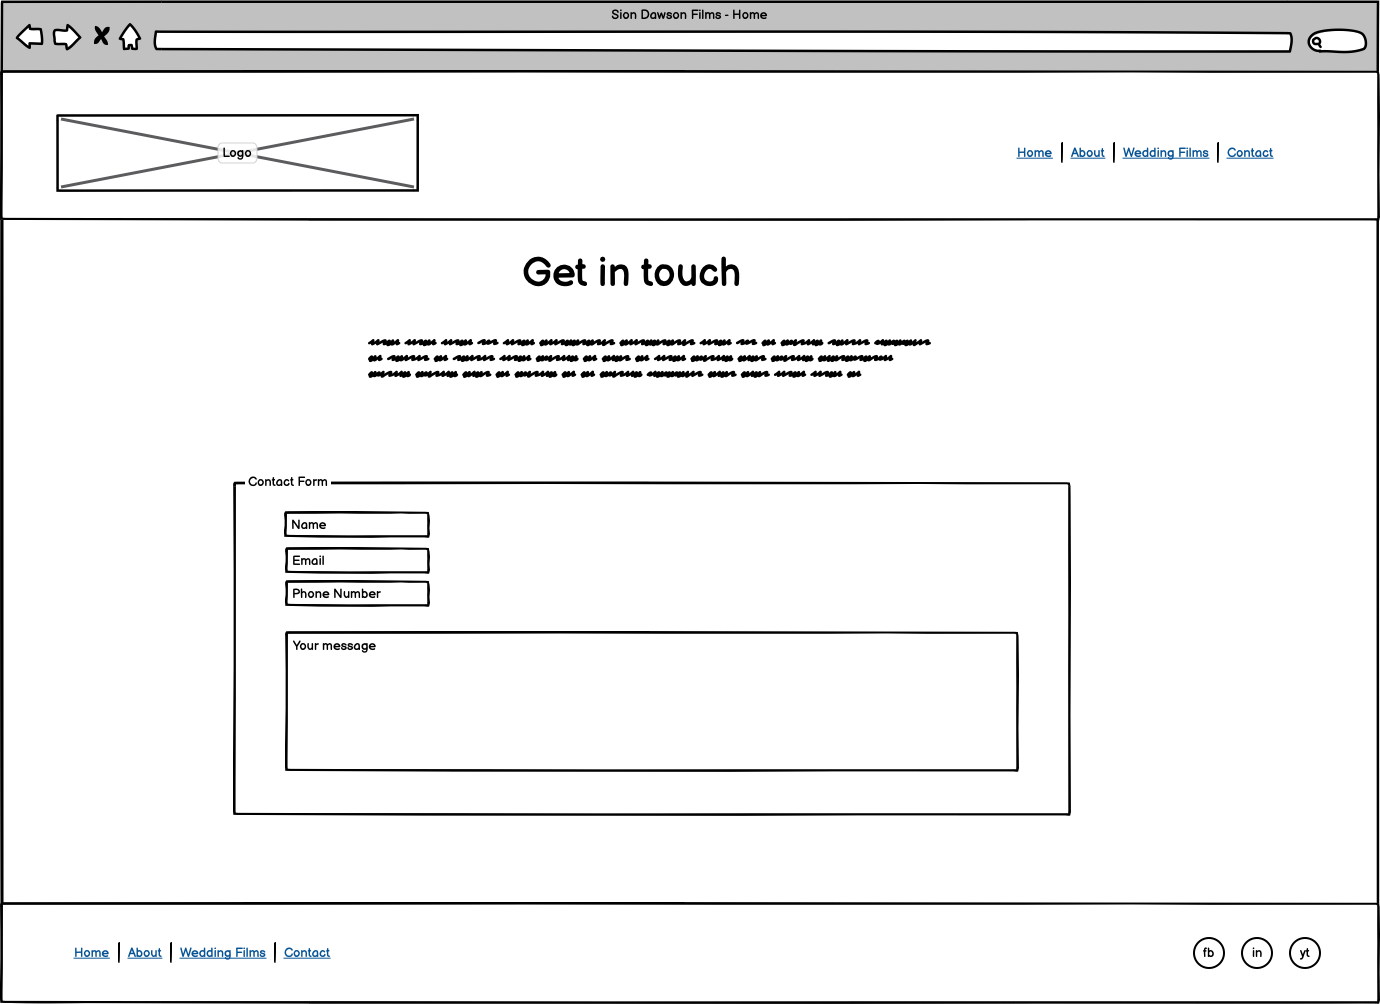 Sion Dawson Films - Home
Logo
Home About Wedding Films Contact
Get in touch
Contact Form
Name
Email
Phone Number
Your message
Home About Wedding Films Contact
fb in yt